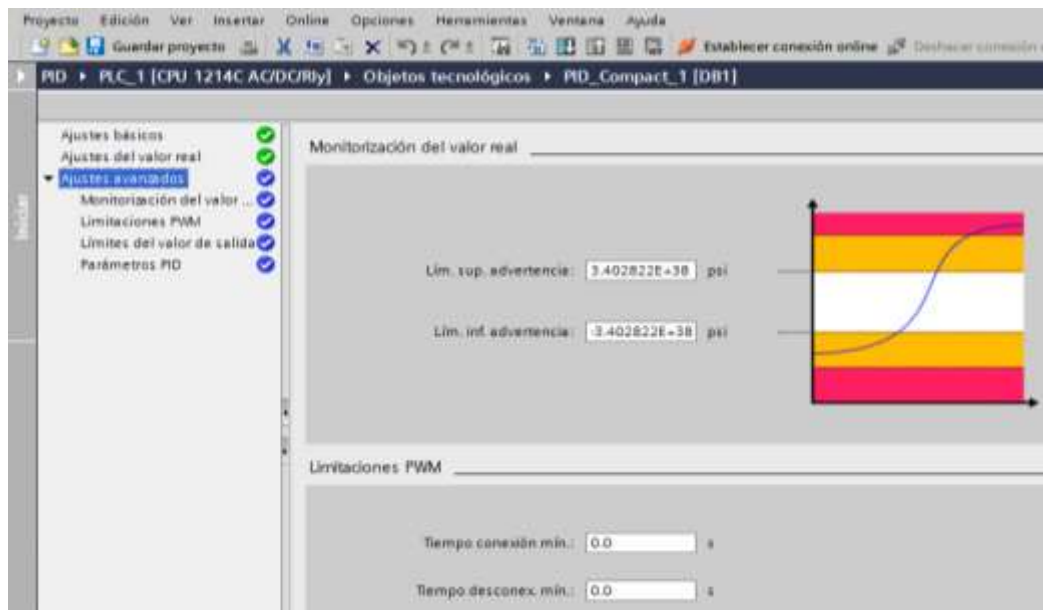 Proyecto Edición Ver Insertar Online Opciones Herramientas Ventana Ayuda
Guardar proyecto Establecer conexión online Deshacer conexión
PID PLC_1 [CPU 1214C AC/DC/Rly] Objetos tecnológicos PID_Compact_1 [DB1]
Iniciar
Ajustes básicos
Ajustes del valor real
Ajustes avanzados
Monitorización del valor ...
Limitaciones PWM
Límites del valor de salida
Parámetros PID
Monitorización del valor real
Lím. sup. advertencia: 3.402822E+38 psi
Lím. inf. advertencia: -3.402822E+38 psi
Limitaciones PWM
Tiempo conexión mín.: 0.0 s
Tiempo desconex. mín.: 0.0 s